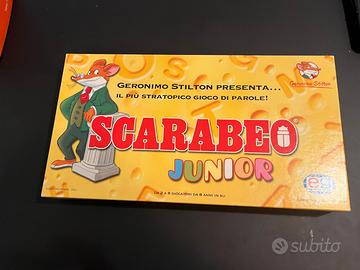 GERONIMO STILTON PRESENTA...
IL PIÙ STRATOPICO GIOCO DI PAROLE!
Geronimo Stilton
SCARABEO®
JUNIOR
DA 2 A 4 GIOCATORI DA 6 ANNI IN SU
eg
subito